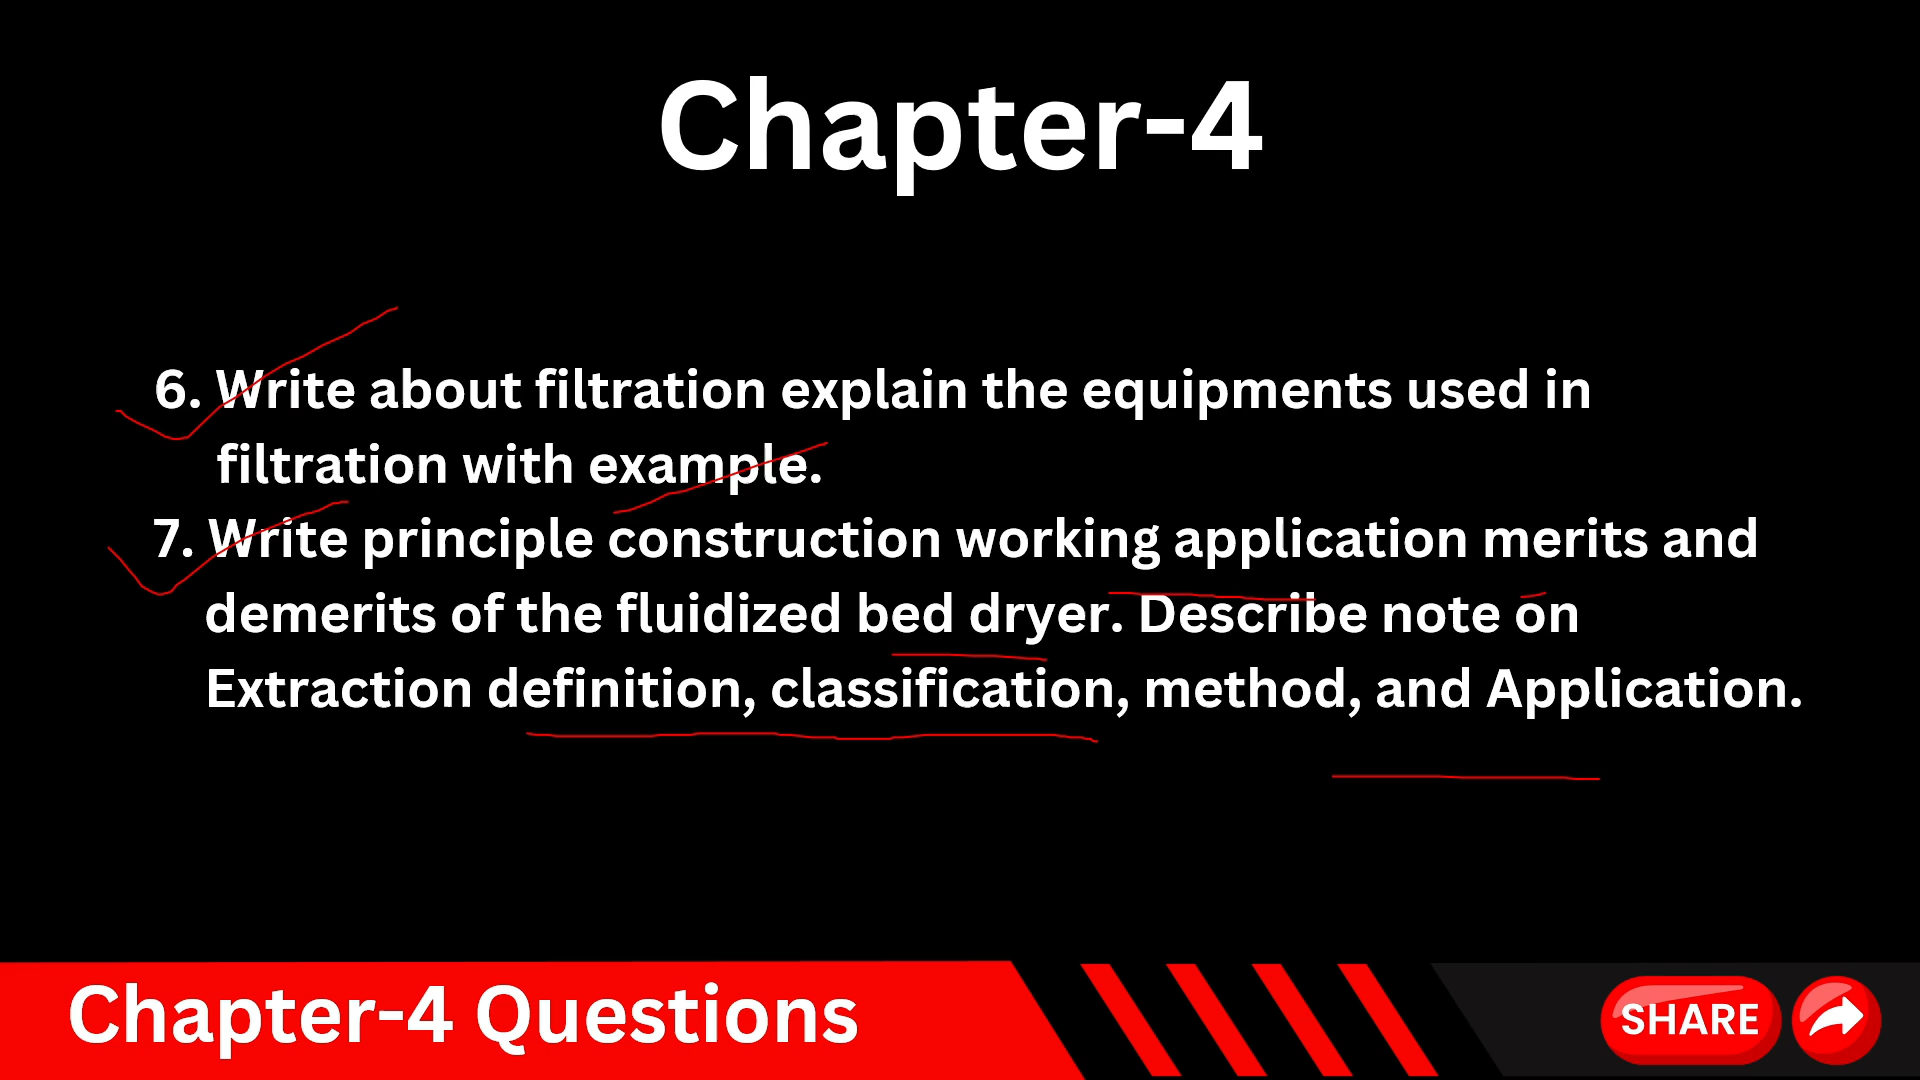 Chapter-4
6. Write about filtration explain the equipments used in
filtration with example.
7. Write principle construction working application merits and
demerits of the fluidized bed dryer. Describe note on
Extraction definition, classification, method, and Application.
Chapter-4 Questions
SHARE